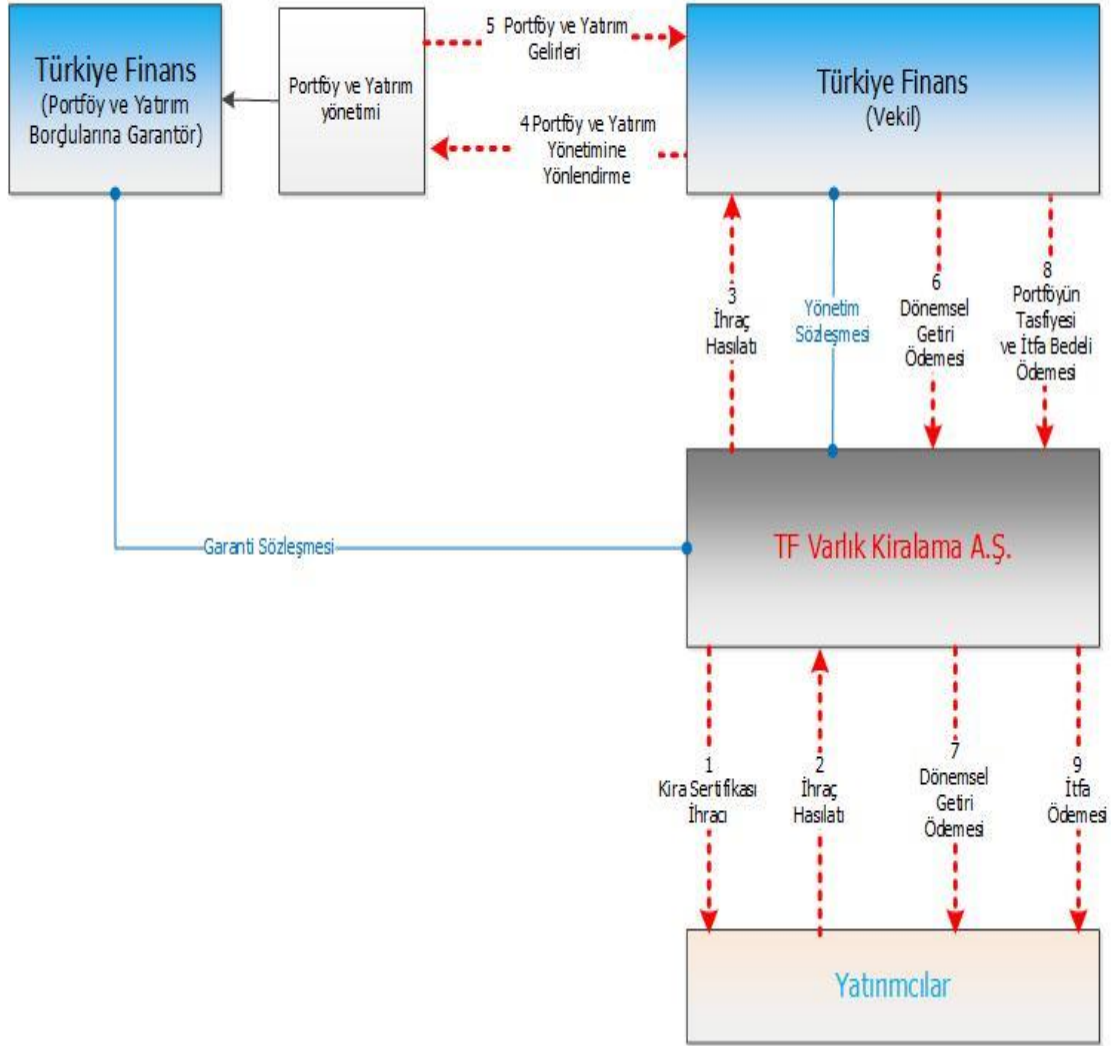 Türkiye Finans
(Portföy ve Yatırım
Borçlularına Garantör)
Portföy ve Yatırım
yönetimi
5 Portföy ve Yatırım
Gelirleri
4 Portföy ve Yatırım
Yönetimine
Yönlendirme
Türkiye Finans
(Vekil)
3
İhraç
Hasılatı
Yönetim
Sözleşmesi
6
Dönemsel
Getiri
Ödemesi
8
Portföyün
Tasfiyesi
ve İtfa Bedeli
Ödemesi
Garanti Sözleşmesi
TF Varlık Kiralama A.Ş.
1
Kira Sertifikası
İhracı
2
İhraç
Hasılatı
7
Dönemsel
Getiri
Ödemesi
9
İtfa
Ödemesi
Yatırımcılar